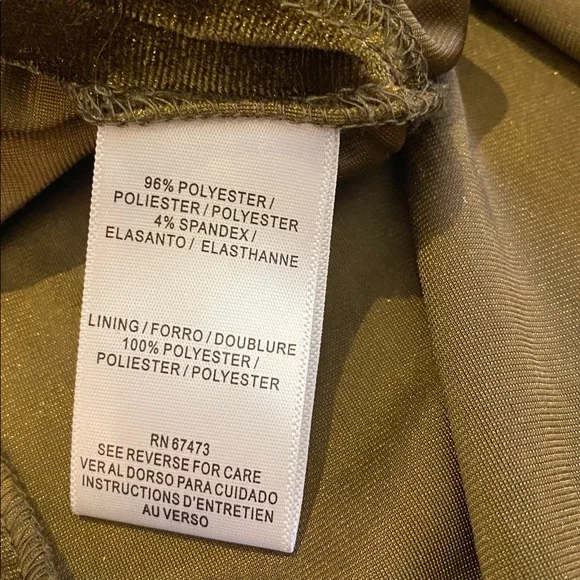 96% POLYESTER /
POLIESTER / POLYESTER
4% SPANDEX /
ELASANTO / ELASTHANNE
LINING / FORRO / DOUBLURE
100% POLYESTER /
POLIESTER / POLYESTER
RN 67473
SEE REVERSE FOR CARE
VER AL DORSO PARA CUIDADO
INSTRUCTIONS D'ENTRETIEN
AU VERSO